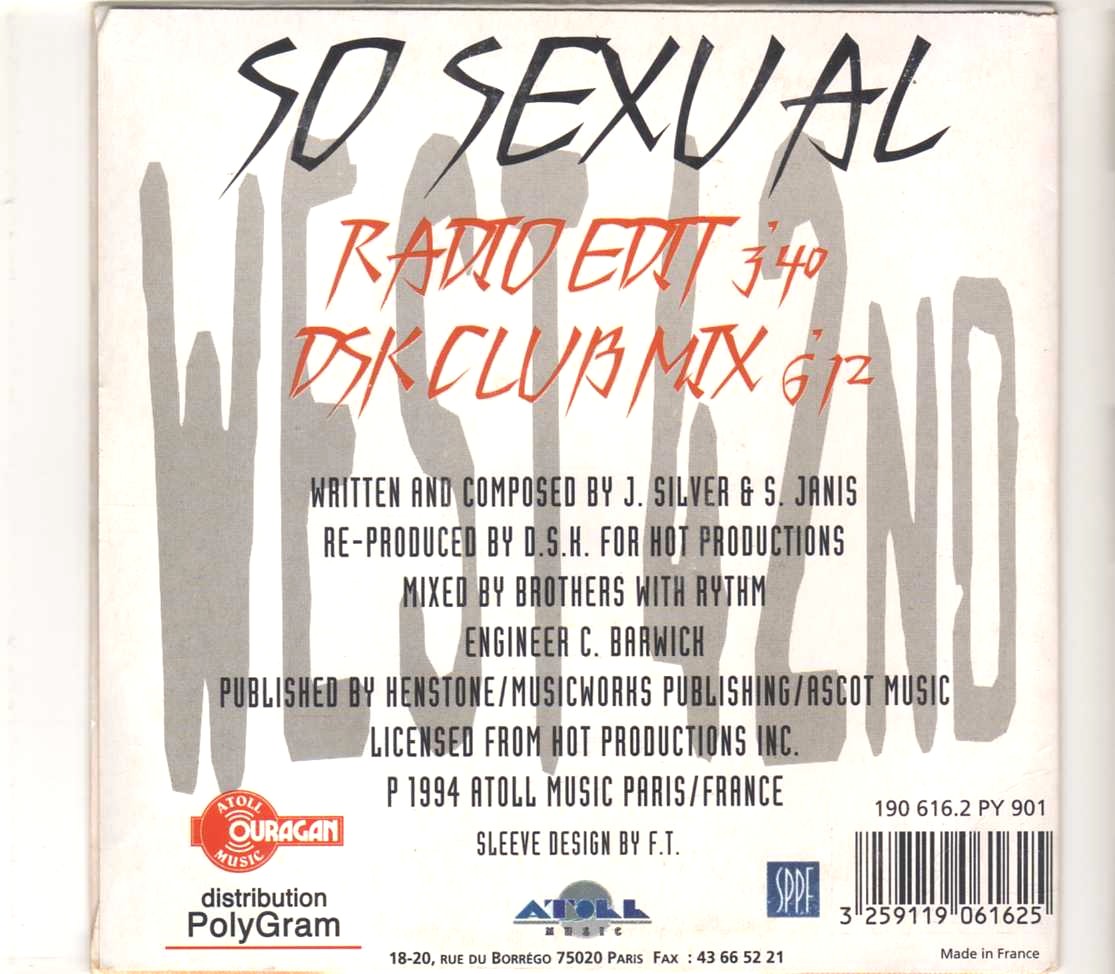 SO SEXUAL
WEST 42ND
RADIO EDIT 3'40
DSK CLUB MIX 6'12
WRITTEN AND COMPOSED BY J. SILVER & S. JANIS
RE-PRODUCED BY D.S.K. FOR HOT PRODUCTIONS
MIXED BY BROTHERS WITH RYTHM
ENGINEER C. BARWICH
PUBLISHED BY HENSTONE/MUSICWORKS PUBLISHING/ASCOT MUSIC
LICENSED FROM HOT PRODUCTIONS INC.
P 1994 ATOLL MUSIC PARIS/FRANCE
SLEEVE DESIGN BY F.T.
ATOLL
OURAGAN
MUSIC
distribution
PolyGram
ATOLL
MUSIC
18-20, RUE DU BORRÉGO 75020 PARIS FAX : 43 66 52 21
SPPF
190 616.2 PY 901
3 259119 061625
Made in France